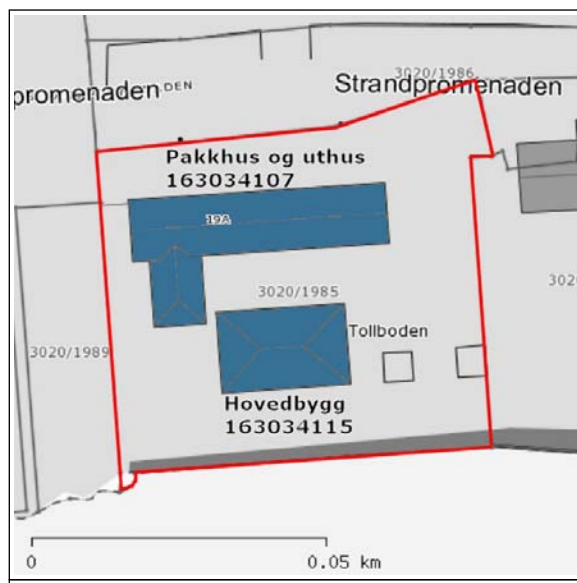 3020/1986
promenaden
DEN
Strandpromenaden
Pakkhus og uthus
163034107
19A
3020/1985
Tollboden
3020
3020/1989
Hovedbygg
163034115
0
0.05 km